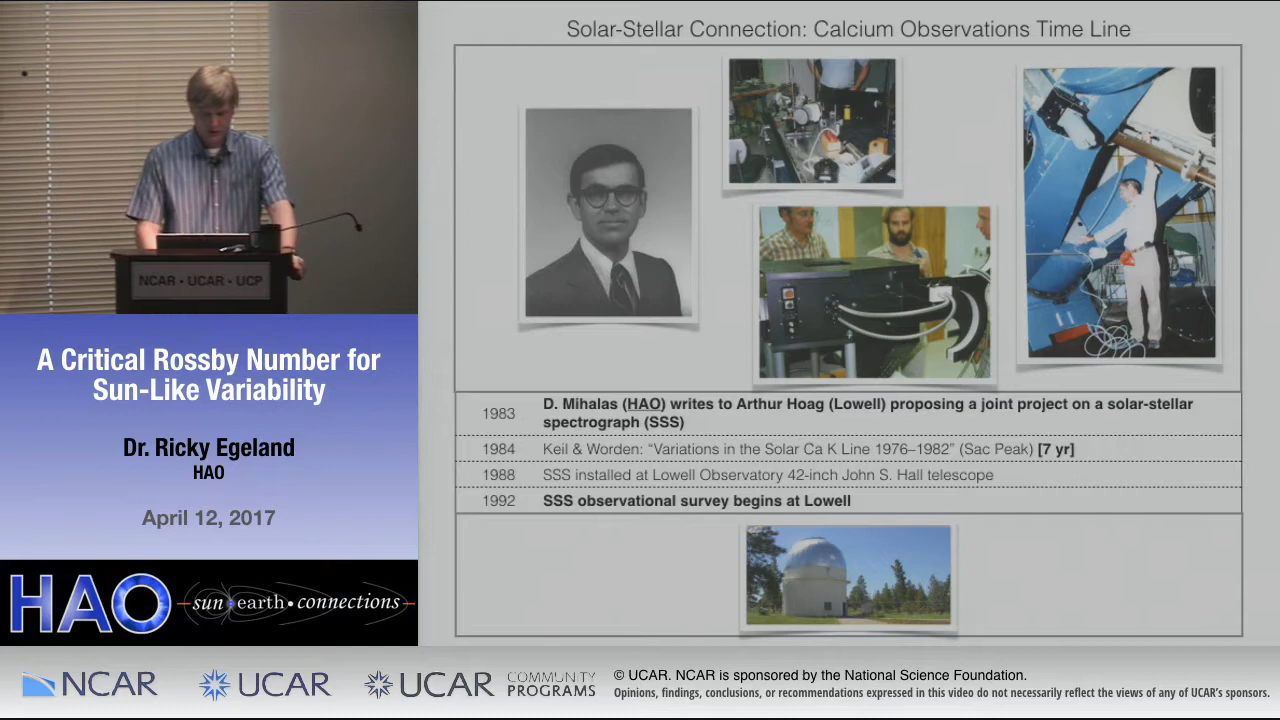 Solar-Stellar Connection: Calcium Observations Time Line
NCAR • UCAR • UCP
A Critical Rossby Number for
Sun-Like Variability
Dr. Ricky Egeland
HAO
April 12, 2017
1983 D. Mihalas (HAO) writes to Arthur Hoag (Lowell) proposing a joint project on a solar-stellar
spectrograph (SSS)
1984 Keil & Worden: “Variations in the Solar Ca K Line 1976–1982” (Sac Peak) [7 yr]
1988 SSS installed at Lowell Observatory 42-inch John S. Hall telescope
1992 SSS observational survey begins at Lowell
HAO sun•earth•connections
NCAR UCAR UCAR COMMUNITY
PROGRAMS
© UCAR. NCAR is sponsored by the National Science Foundation.
Opinions, findings, conclusions, or recommendations expressed in this video do not necessarily reflect the views of any of UCAR's sponsors.